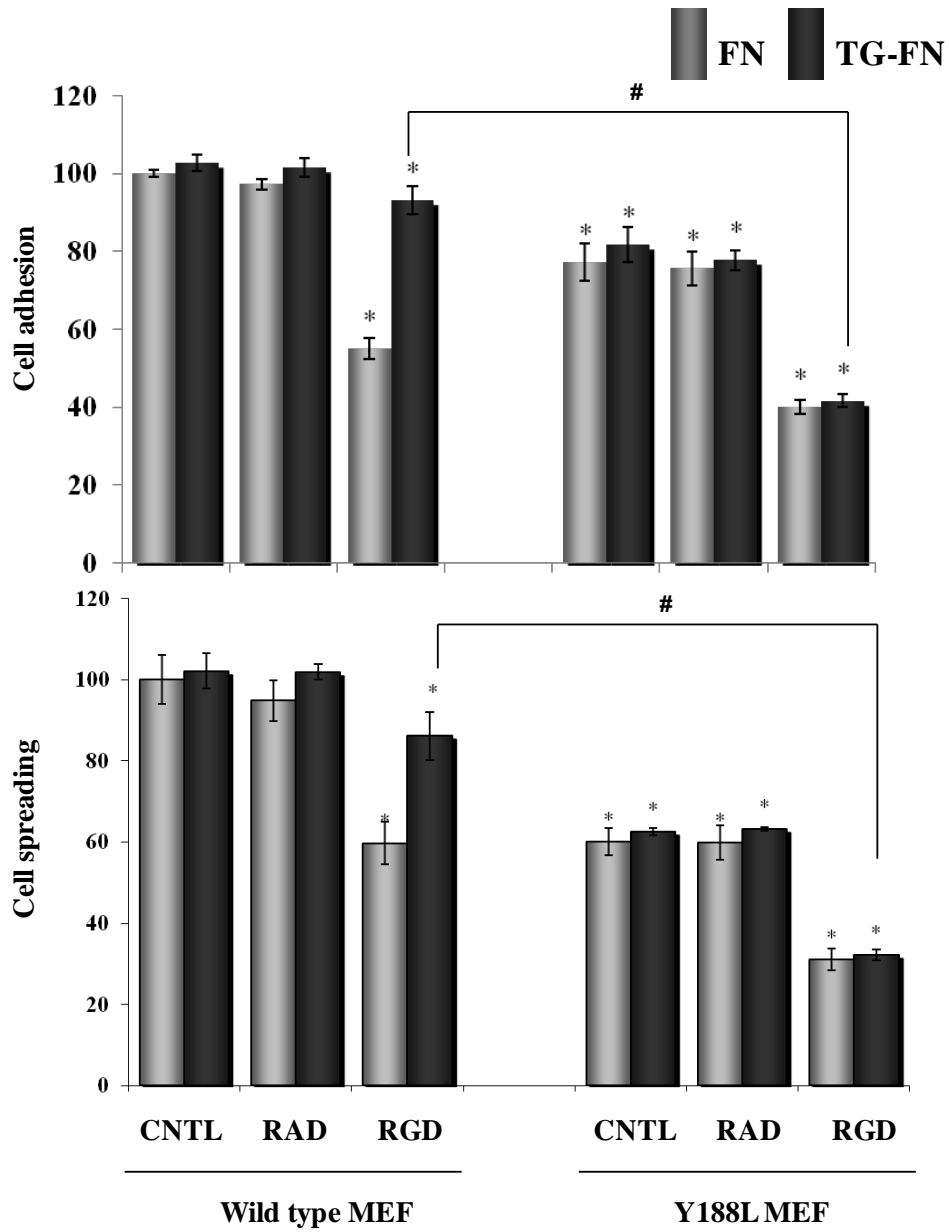 FN TG-FN
#
120
100
80
60
40
20
0
Cell adhesion
* * * * * * * *
#
120
100
80
60
40
20
0
Cell spreading
* * * * * * * *
CNTL RAD RGD CNTL RAD RGD
Wild type MEF Y188L MEF